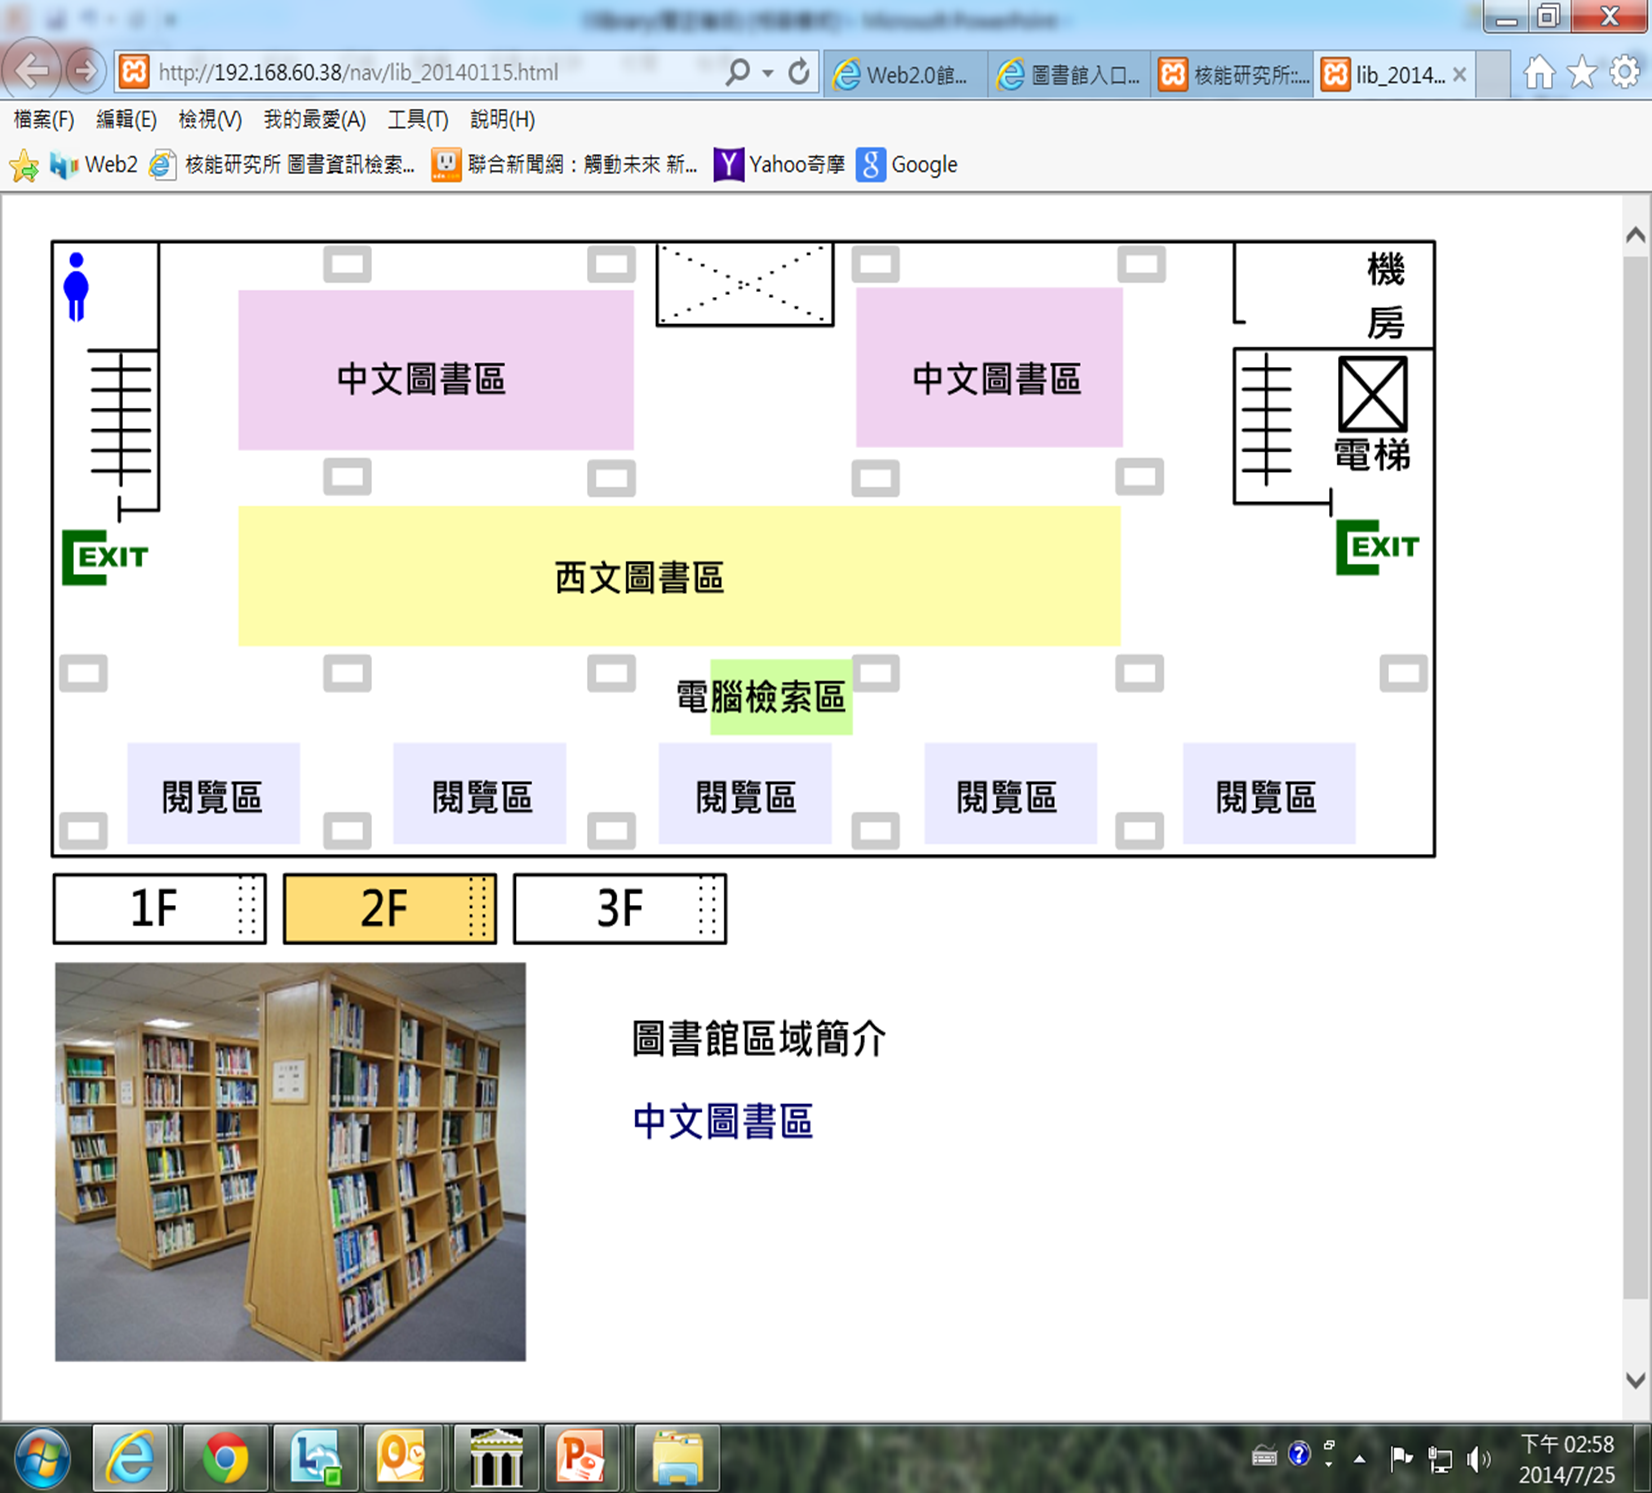 http://192.168.60.38/nav/lib_20140115.html
Web2.0館...
圖書館入口...
核能研究所::...
lib_2014...
檔案(F) 編輯(E) 檢視(V) 我的最愛(A) 工具(T) 說明(H)
Web2 核能研究所 圖書資訊檢索... 聯合新聞網：觸動未來 新... Yahoo奇摩 Google
機
房
中文圖書區 中文圖書區
電梯
EXIT EXIT
西文圖書區
電腦檢索區
閱覽區 閱覽區 閱覽區 閱覽區 閱覽區
1F 2F 3F
圖書館區域簡介
中文圖書區
下午 02:58
2014/7/25